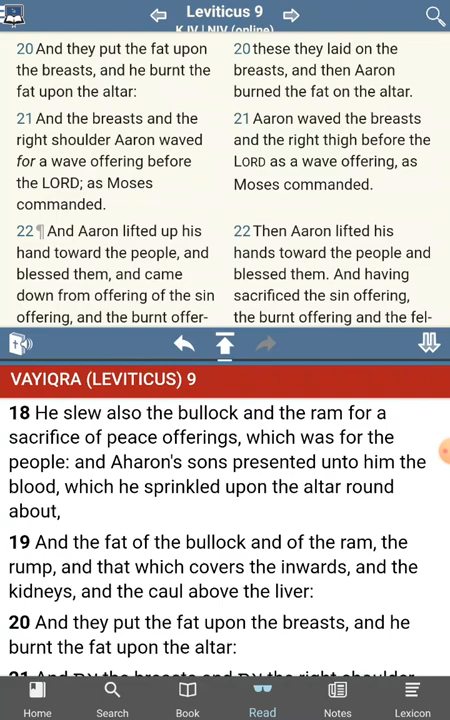 Leviticus 9
KJV | NIV (online)
20 And they put the fat upon
the breasts, and he burnt the
fat upon the altar:
21 And the breasts and the
right shoulder Aaron waved
for a wave offering before
the LORD; as Moses
commanded.
22 ¶ And Aaron lifted up his
hand toward the people, and
blessed them, and came
down from offering of the sin
offering, and the burnt offer-
20 these they laid on the
breasts, and then Aaron
burned the fat on the altar.
21 Aaron waved the breasts
and the right thigh before the
LORD as a wave offering, as
Moses commanded.
22 Then Aaron lifted his
hands toward the people and
blessed them. And having
sacrificed the sin offering,
the burnt offering and the fel-
VAYIQRA (LEVITICUS) 9
18 He slew also the bullock and the ram for a
sacrifice of peace offerings, which was for the
people: and Aharon's sons presented unto him the
blood, which he sprinkled upon the altar round
about,
19 And the fat of the bullock and of the ram, the
rump, and that which covers the inwards, and the
kidneys, and the caul above the liver:
20 And they put the fat upon the breasts, and he
burnt the fat upon the altar:
21 And the breasts and the right shoulder
Home
Search
Book
Read
Notes
Lexicon